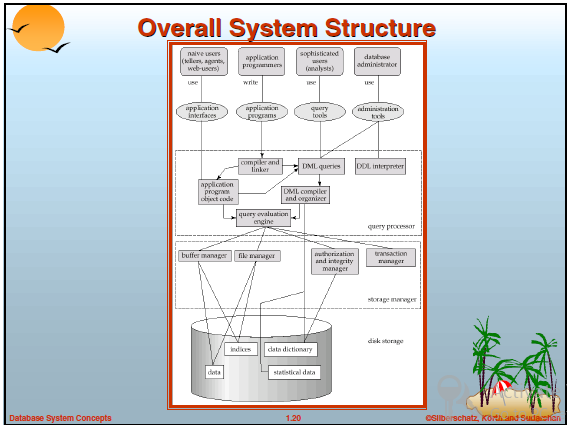 Overall System Structure
naive users
(tellers, agents,
web-users)
application
programmers
sophisticated
users
(analysts)
database
administrator
use
write
use
use
application
interfaces
application
programs
query
tools
administration
tools
compiler and
linker
DML queries
DDL interpreter
application
program
object code
DML compiler
and organizer
query evaluation
engine
query processor
buffer manager
file manager
authorization
and integrity
manager
transaction
manager
storage manager
disk storage
indices
data dictionary
data
statistical data
Database System Concepts
1.20
©Silberschatz, Korth and Sudarshan